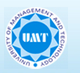 UNIVERSITY OF MANAGEMENT AND TECHNOLOGY
UMT